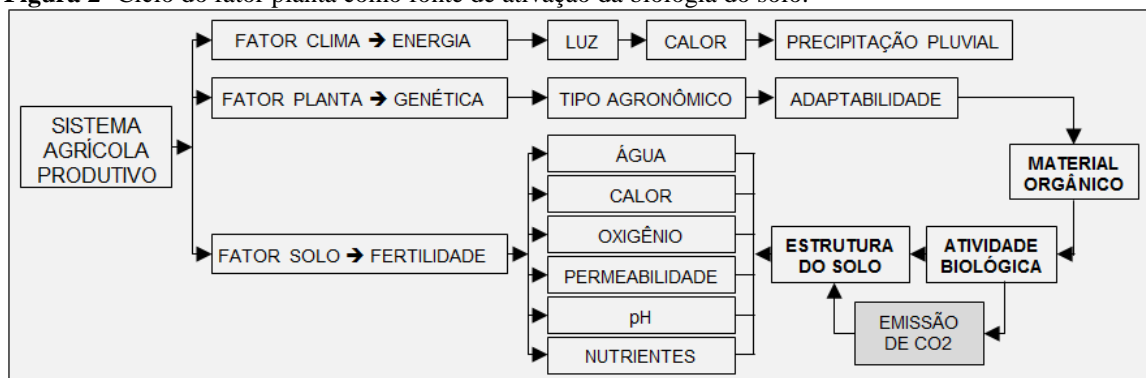 Figura 2- Ciclo do fator planta como fonte de ativação da biologia do solo.
FATOR CLIMA ➔ ENERGIA
LUZ
CALOR
PRECIPITAÇÃO PLUVIAL
FATOR PLANTA ➔ GENÉTICA
TIPO AGRONÔMICO
ADAPTABILIDADE
SISTEMA
AGRÍCOLA
PRODUTIVO
MATERIAL
ORGÂNICO
ÁGUA
CALOR
OXIGÊNIO
FATOR SOLO ➔ FERTILIDADE
PERMEABILIDADE
pH
NUTRIENTES
ESTRUTURA
DO SOLO
ATIVIDADE
BIOLÓGICA
EMISSÃO
DE CO2